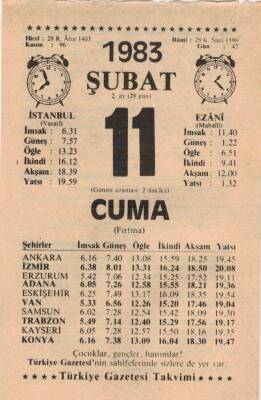 Hicrî : 28 R. Âhır 1403
Kasım : 96
Rûmî : 29 K. Sani 1398
Gün : 42
1983
ŞUBAT
2. ay (28 gün)
11
(Günün uzaması: 2 dakika)
CUMA
(Fırtına)
İSTANBUL
(Vasatî)
İmsak : 6.31
Güneş : 7.57
Öğle : 13.23
İkindi : 16.12
Akşam : 18.39
Yatsı : 19.59
EZÂNÎ
(Mahallî)
İmsak : 11.40
Güneş : 1.22
Öğle : 6.51
İkindi : 9.41
Akşam : 12.00
Yatsı : 1.32
Şehirler İmsak Güneş Öğle İkindi Akşam Yatsı
ANKARA 6.16 7.40 13.08 15.59 18.25 19.45
İZMİR 6.38 8.01 13.31 16.24 18.50 20.08
ERZURUM 5.42 7.06 12.34 15.25 17.52 19.11
ADANA 6.05 7.26 12.58 15.55 18.21 19.36
ESKİŞEHİR 6.25 7.49 13.17 16.09 18.35 19.54
VAN 5.33 6.56 12.26 15.20 17.46 19.04
SAMSUN 6.02 7.28 12.54 15.42 18.09 19.30
TRABZON 5.49 7.14 12.40 15.29 17.56 19.17
KAYSERİ 6.05 7.28 12.57 15.50 18.16 19.35
KONYA 6.16 7.38 13.09 16.04 18.30 19.47
Çocuklar, gençler, hanımlar!
Türkiye Gazetesi'nin sahifelerinde sizlere de yer var.
Türkiye Gazetesi Takvimi